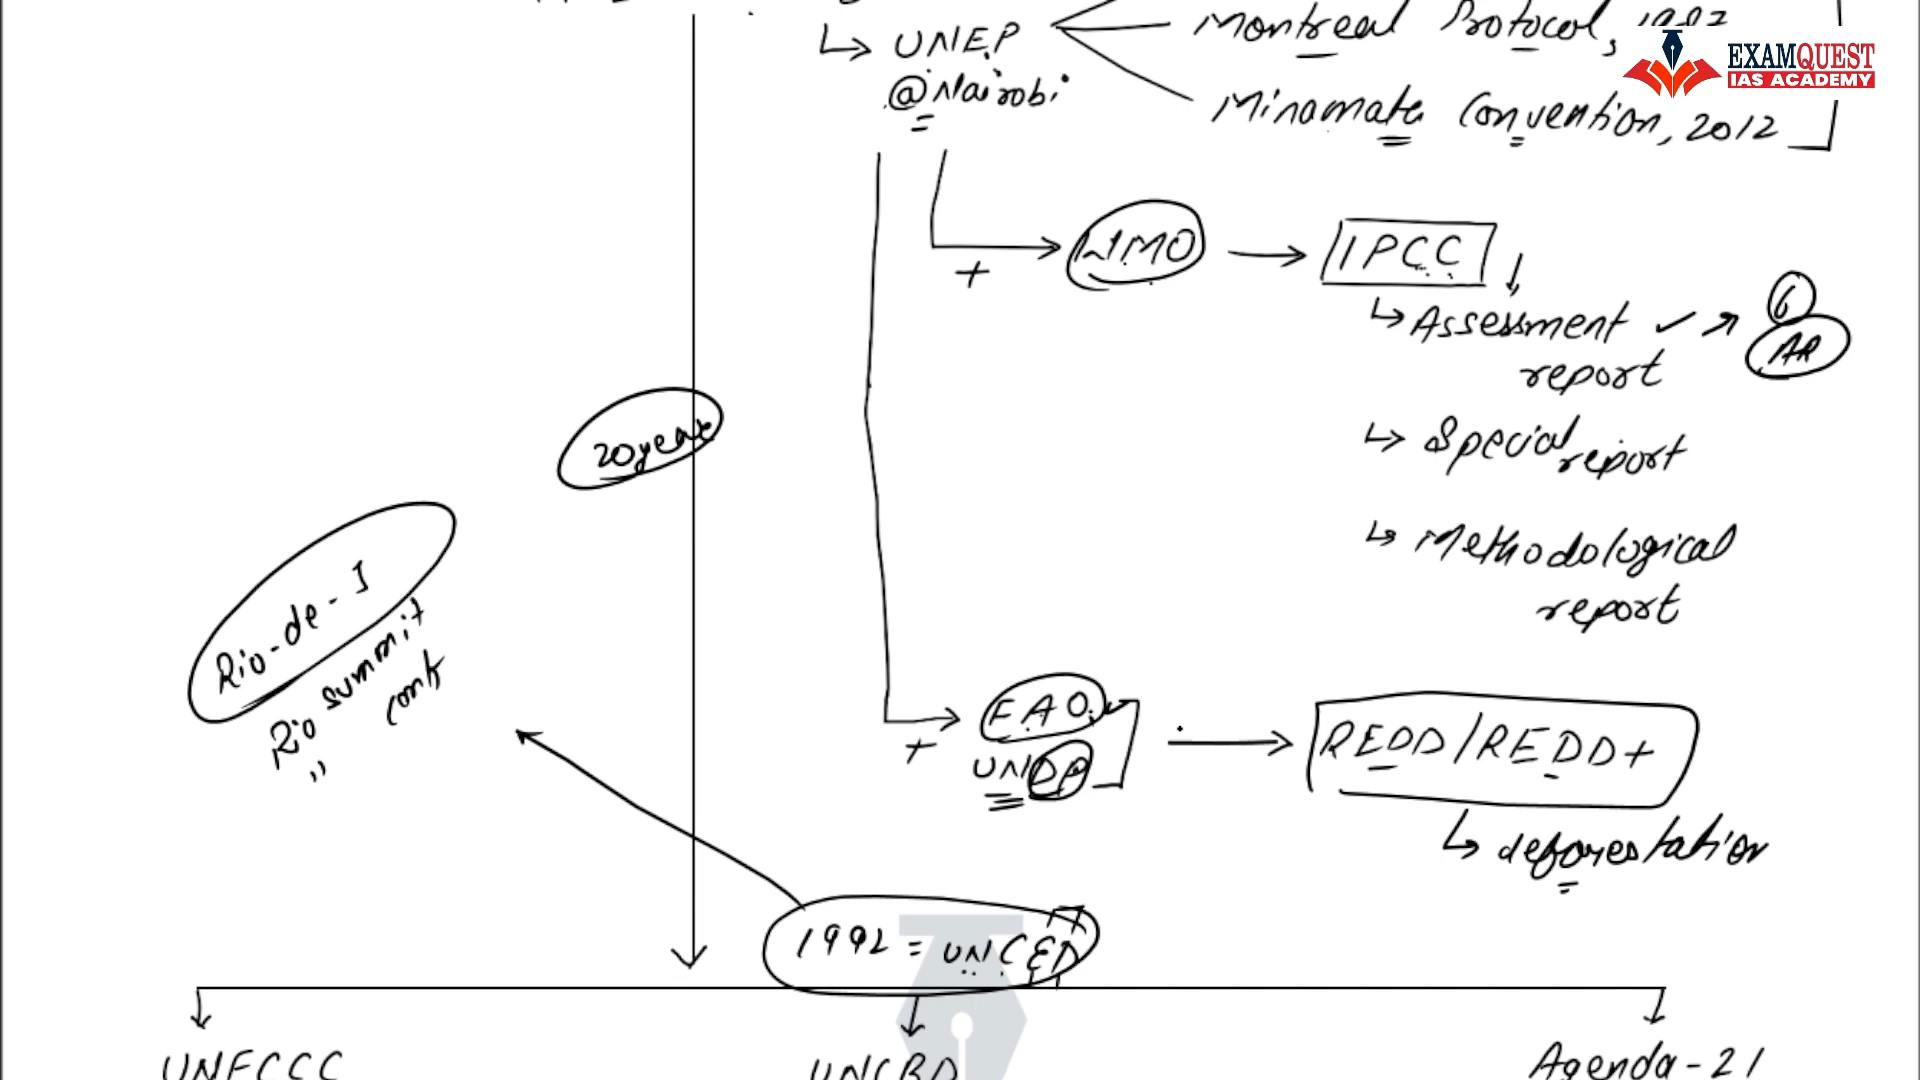 Montreal Protocol, 1987
EXAMQUEST
IAS ACADEMY
↳ UNEP
@Nairobi
Minamata Convention, 2012
+
WMO → IPCC
↳ Assessment report
6
AR
↳ Special report
↳ Methodological report
20 years
Rio-de-J
Rio summit
" conf
+
FAO
UNDP
→ REDD/REDD+
↳ deforestation
1992 = UNCED
UNFCCC
UNCBD
Agenda-21